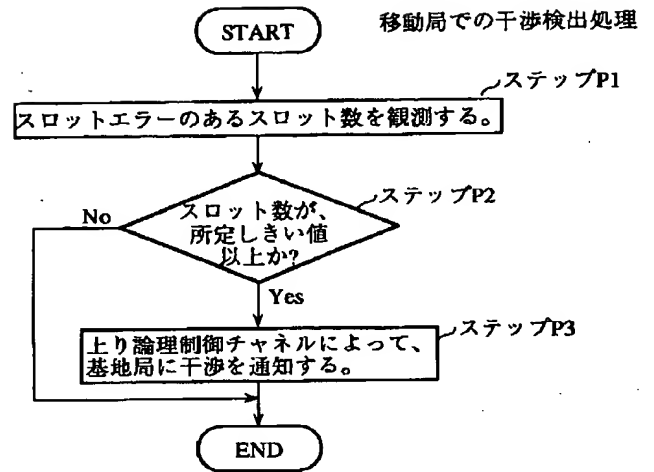 移動局での干渉検出処理
START
ステップP1
スロットエラーのあるスロット数を観測する。
ステップP2
スロット数が、
所定しきい値
以上か?
No
Yes
ステップP3
上り論理制御チャネルによって、
基地局に干渉を通知する。
END